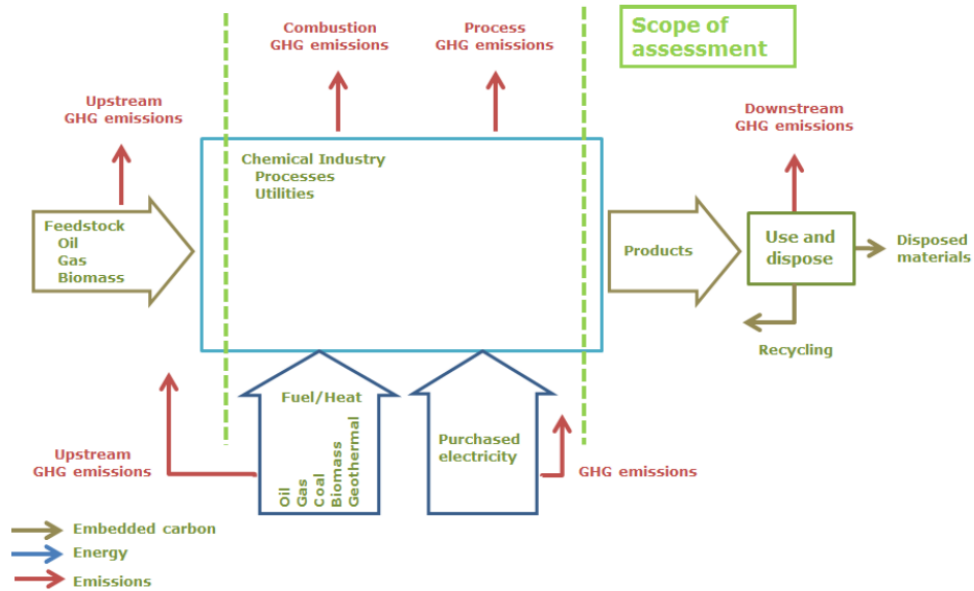 Combustion
GHG emissions
Process
GHG emissions
Scope of
assessment
Upstream
GHG emissions
Downstream
GHG emissions
Chemical Industry
Processes
Utilities
Feedstock
Oil
Gas
Biomass
Products
Use and
dispose
Disposed
materials
Recycling
Fuel/Heat
Oil
Gas
Coal
Biomass
Geothermal
Purchased
electricity
Upstream
GHG emissions
GHG emissions
Embedded carbon
Energy
Emissions